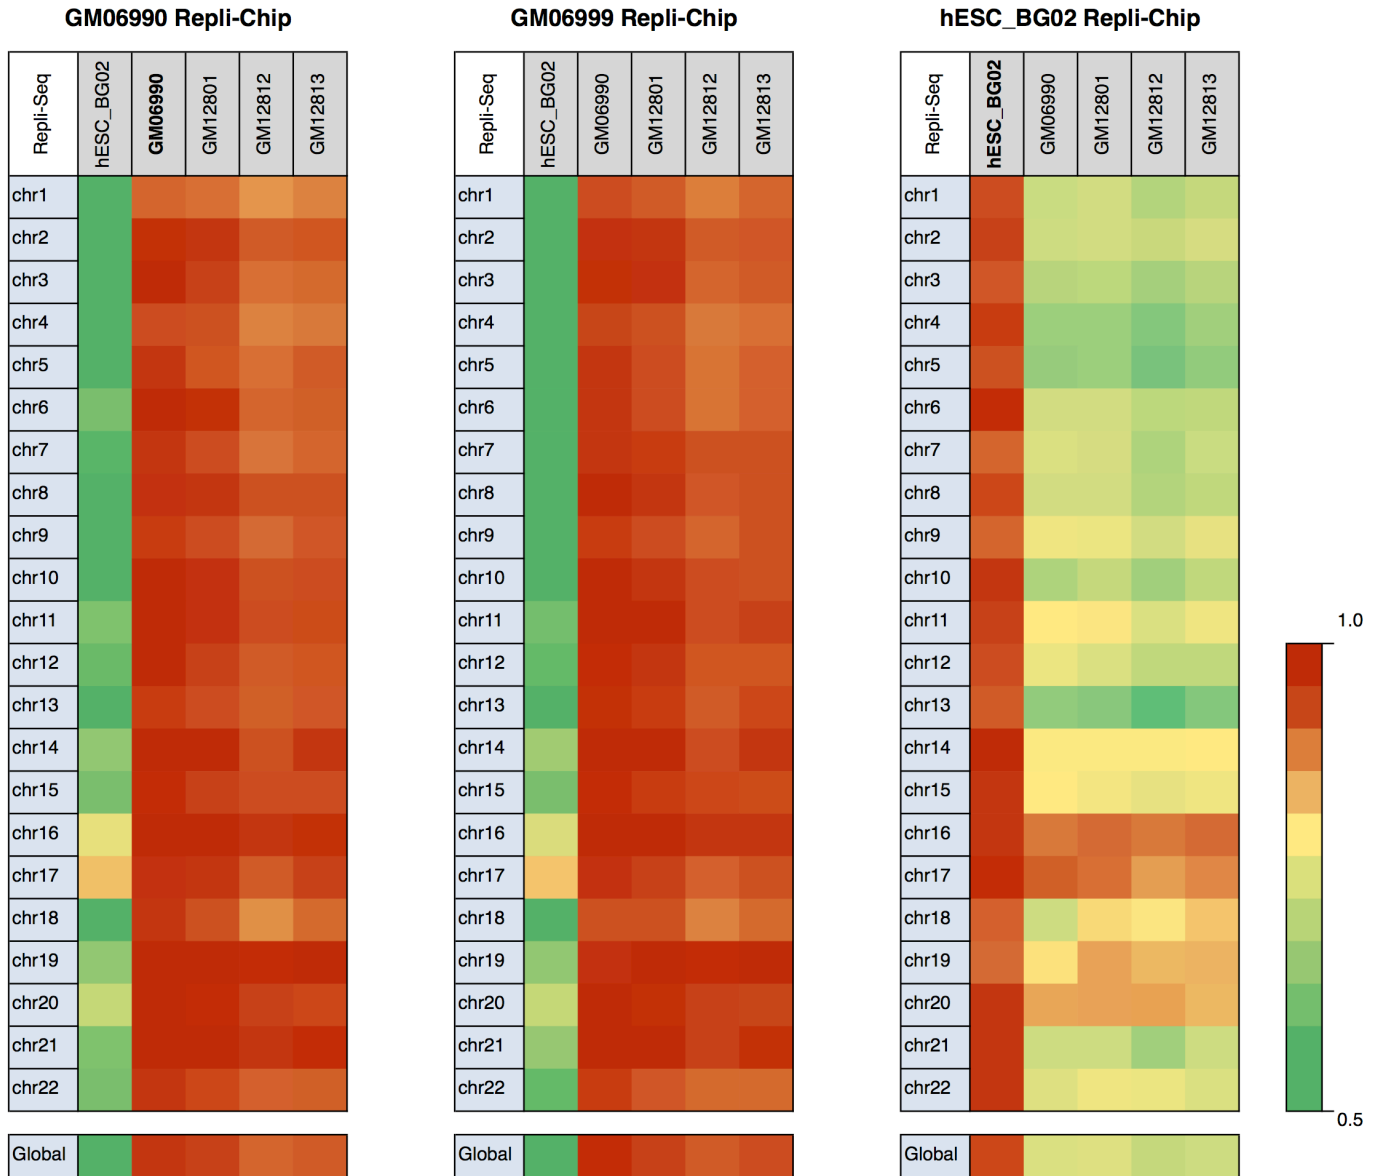 GM06990 Repli-Chip
Repli-Seq hESC_BG02 GM06990 GM12801 GM12812 GM12813
chr1
chr2
chr3
chr4
chr5
chr6
chr7
chr8
chr9
chr10
chr11
chr12
chr13
chr14
chr15
chr16
chr17
chr18
chr19
chr20
chr21
chr22
Global
GM06999 Repli-Chip
Repli-Seq hESC_BG02 GM06990 GM12801 GM12812 GM12813
chr1
chr2
chr3
chr4
chr5
chr6
chr7
chr8
chr9
chr10
chr11
chr12
chr13
chr14
chr15
chr16
chr17
chr18
chr19
chr20
chr21
chr22
Global
hESC_BG02 Repli-Chip
Repli-Seq hESC_BG02 GM06990 GM12801 GM12812 GM12813
chr1
chr2
chr3
chr4
chr5
chr6
chr7
chr8
chr9
chr10
chr11
chr12
chr13
chr14
chr15
chr16
chr17
chr18
chr19
chr20
chr21
chr22
Global
1.0
0.5